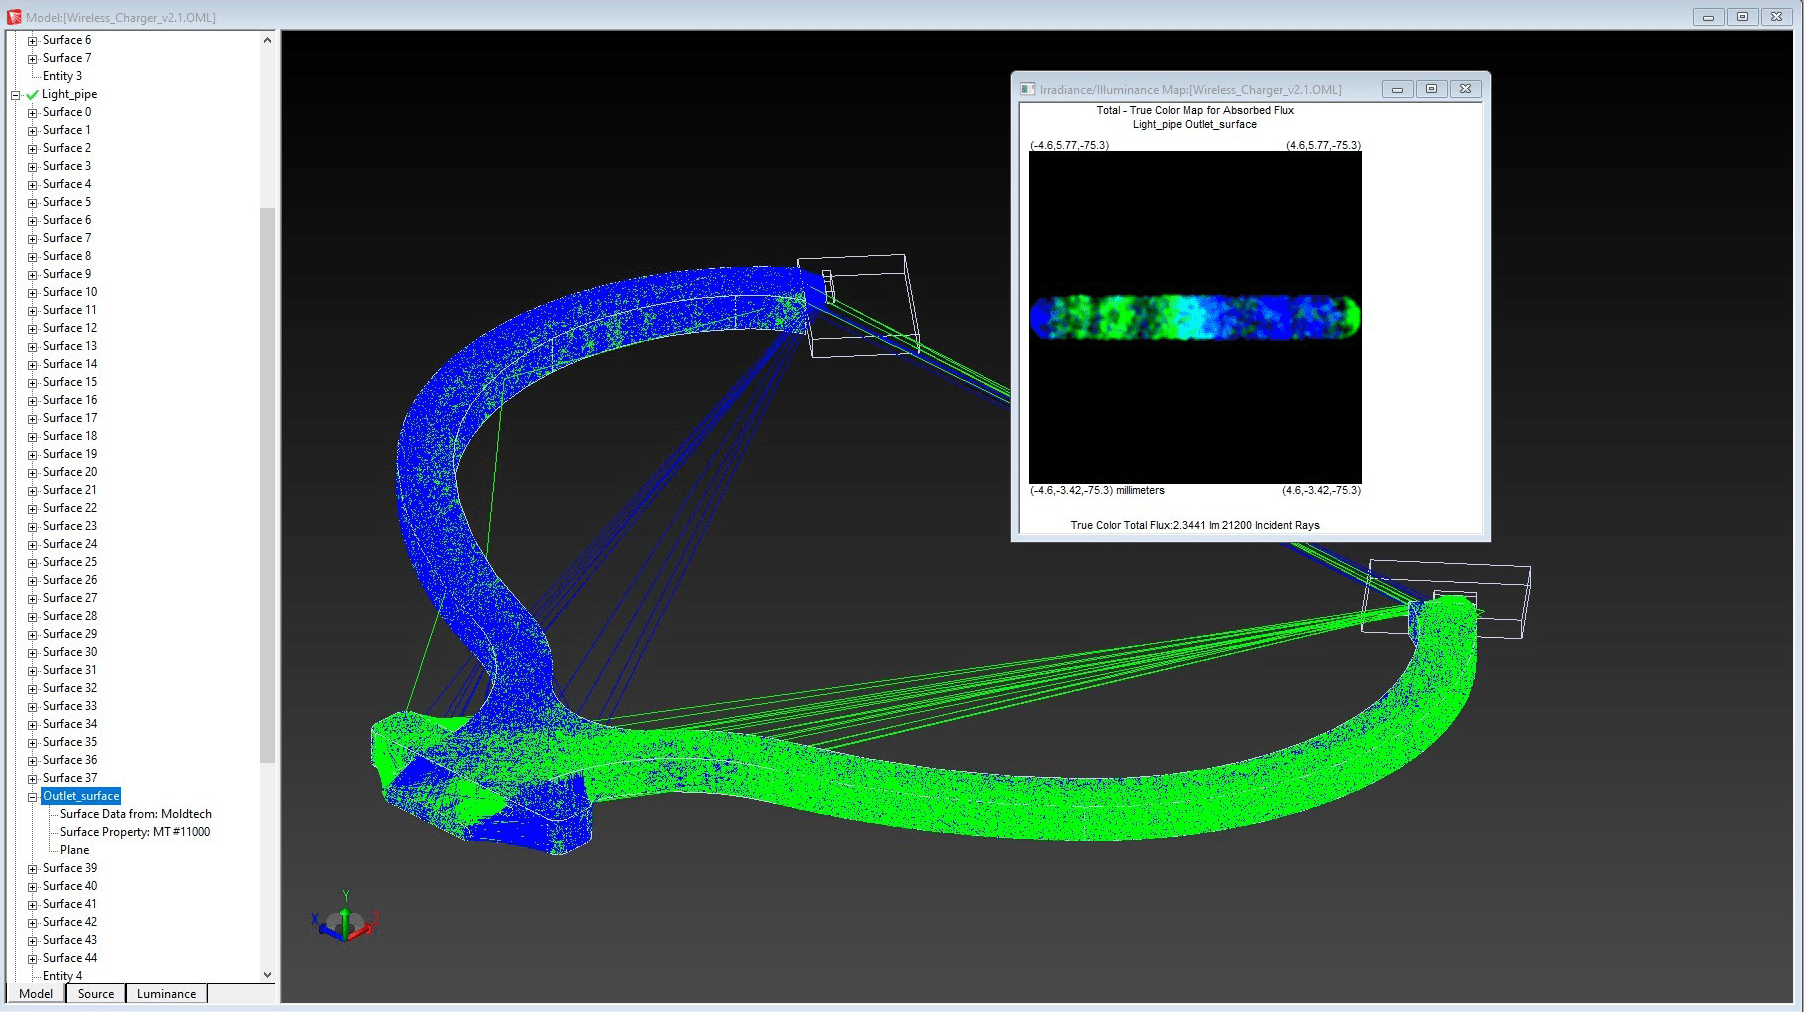 Model:[Wireless_Charger_v2.1.OML]
Surface 6
Surface 7
Entity 3
Light_pipe
Surface 0
Surface 1
Surface 2
Surface 3
Surface 4
Surface 5
Surface 6
Surface 7
Surface 8
Surface 9
Surface 10
Surface 11
Surface 12
Surface 13
Surface 14
Surface 15
Surface 16
Surface 17
Surface 18
Surface 19
Surface 20
Surface 21
Surface 22
Surface 23
Surface 24
Surface 25
Surface 26
Surface 27
Surface 28
Surface 29
Surface 30
Surface 31
Surface 32
Surface 33
Surface 34
Surface 35
Surface 36
Surface 37
Outlet_surface
Surface Data from: Moldtech
Surface Property: MT #11000
Plane
Surface 39
Surface 40
Surface 41
Surface 42
Surface 43
Surface 44
Entity 4
Model Source Luminance
Irradiance/Illuminance Map:[Wireless_Charger_v2.1.OML]
Total - True Color Map for Absorbed Flux
Light_pipe Outlet_surface
(-4.6,5.77,-75.3) (4.6,5.77,-75.3)
(-4.6,-3.42,-75.3) millimeters (4.6,-3.42,-75.3)
True Color Total Flux:2.3441 lm 21200 Incident Rays
Y
X
Z